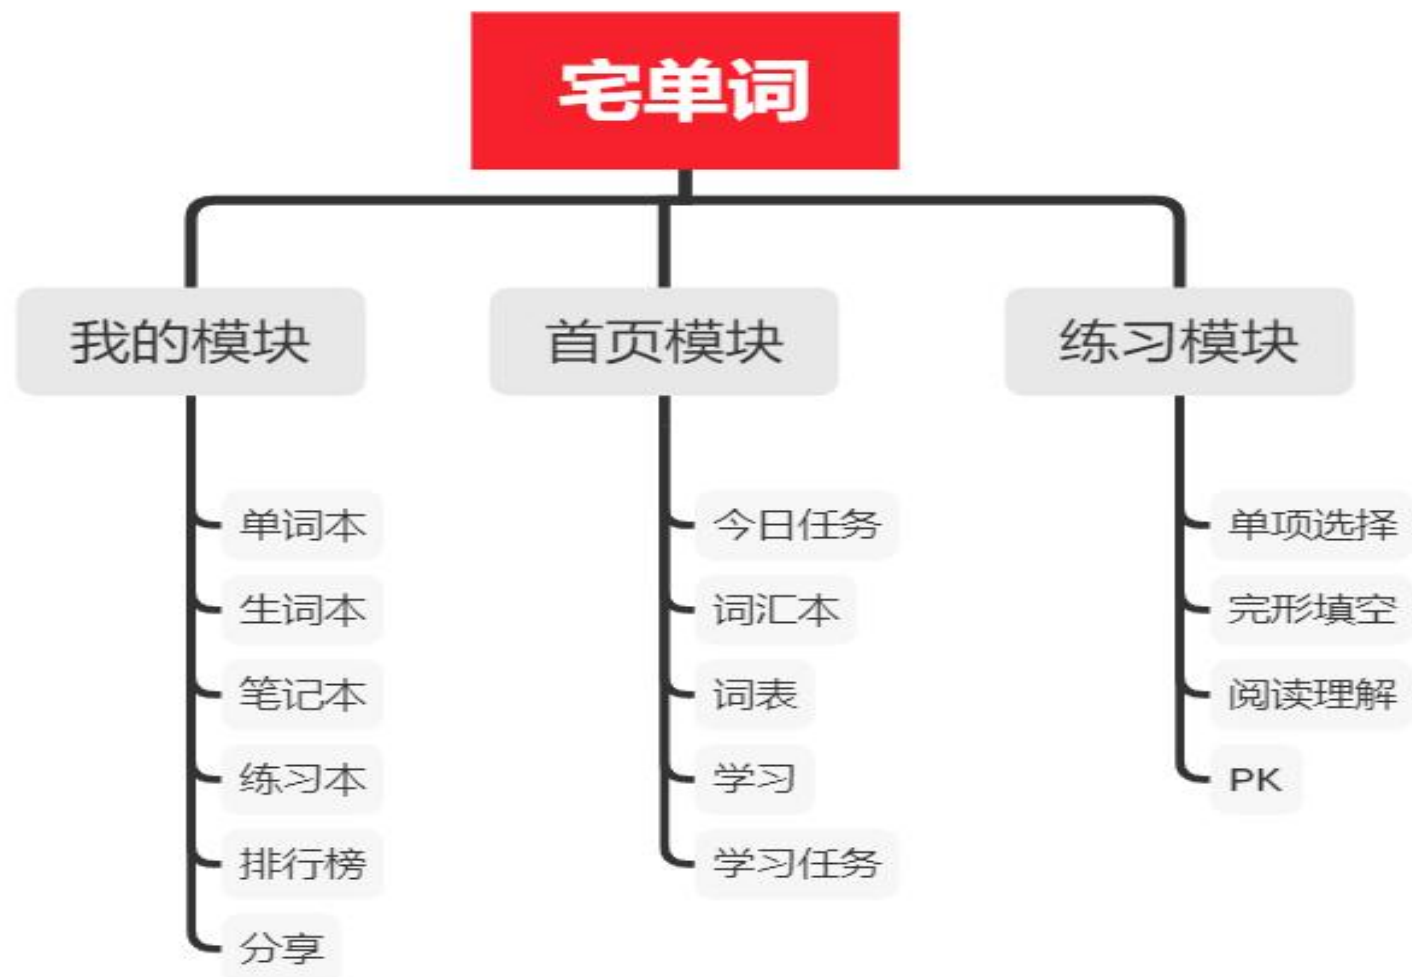 宅单词
我的模块
首页模块
练习模块
单词本
生词本
笔记本
练习本
排行榜
分享
今日任务
词汇本
词表
学习
学习任务
单项选择
完形填空
阅读理解
PK